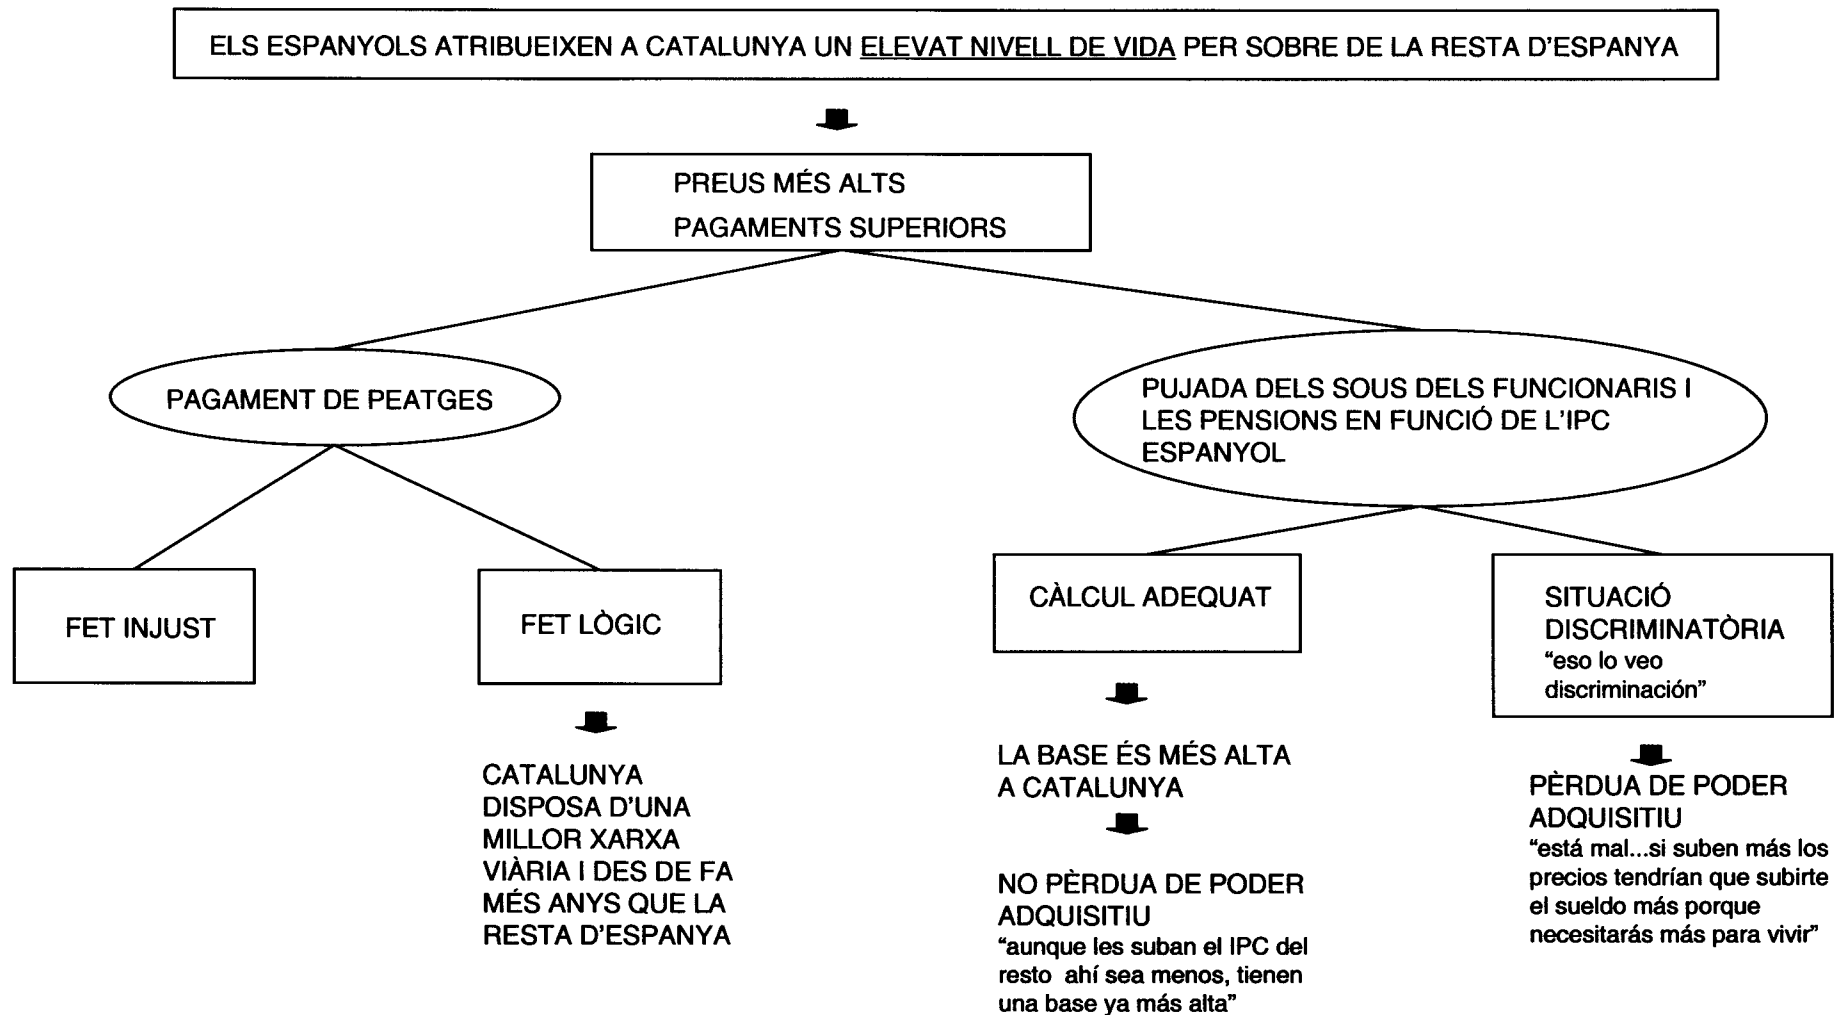 ELS ESPANYOLS ATRIBUEIXEN A CATALUNYA UN ELEVAT NIVELL DE VIDA PER SOBRE DE LA RESTA D'ESPANYA
PREUS MÉS ALTS
PAGAMENTS SUPERIORS
PAGAMENT DE PEATGES
PUJADA DELS SOUS DELS FUNCIONARIS I
LES PENSIONS EN FUNCIÓ DE L'IPC
ESPANYOL
FET INJUST
FET LÒGIC
CATALUNYA
DISPOSA D'UNA
MILLOR XARXA
VIÀRIA I DES DE FA
MÉS ANYS QUE LA
RESTA D'ESPANYA
CÀLCUL ADEQUAT
LA BASE ÉS MÉS ALTA
A CATALUNYA
NO PÈRDUA DE PODER
ADQUISITIU
“aunque les suban el IPC del
resto ahí sea menos, tienen
una base ya más alta”
SITUACIÓ
DISCRIMINATÒRIA
“eso lo veo
discriminación”
PÈRDUA DE PODER
ADQUISITIU
“está mal...si suben más los
precios tendrían que subirte
el sueldo más porque
necesitarás más para vivir”